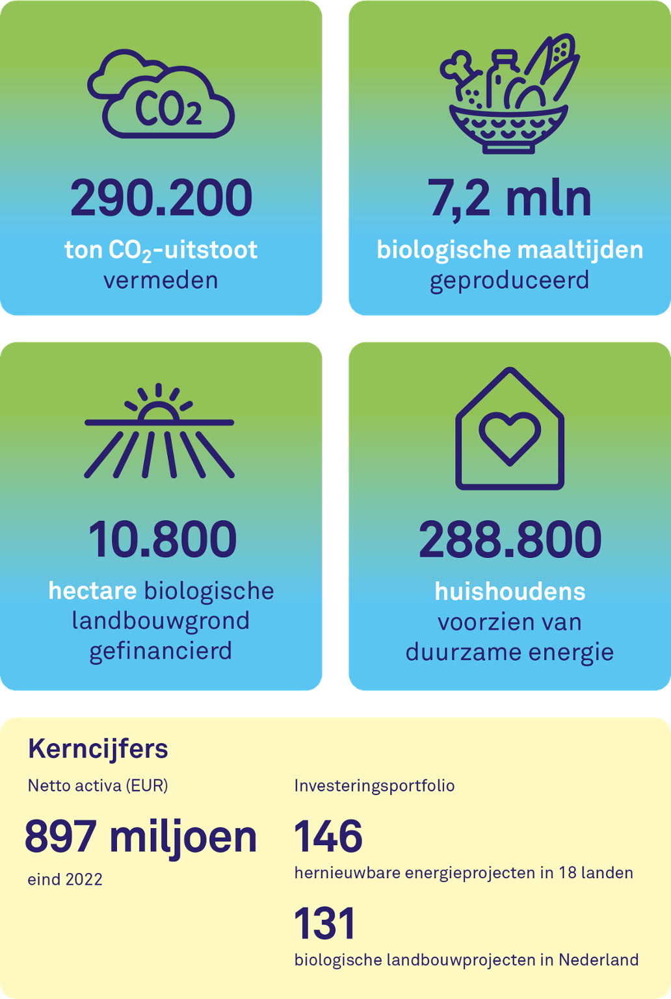 CO2
290.200
ton CO₂-uitstoot
vermeden
7,2 mln
biologische maaltijden
geproduceerd
10.800
hectare biologische
landbouwgrond
gefinancierd
288.800
huishoudens
voorzien van
duurzame energie
Kerncijfers
Netto activa (EUR)
897 miljoen
eind 2022
Investeringsportfolio
146
hernieuwbare energieprojecten in 18 landen
131
biologische landbouwprojecten in Nederland